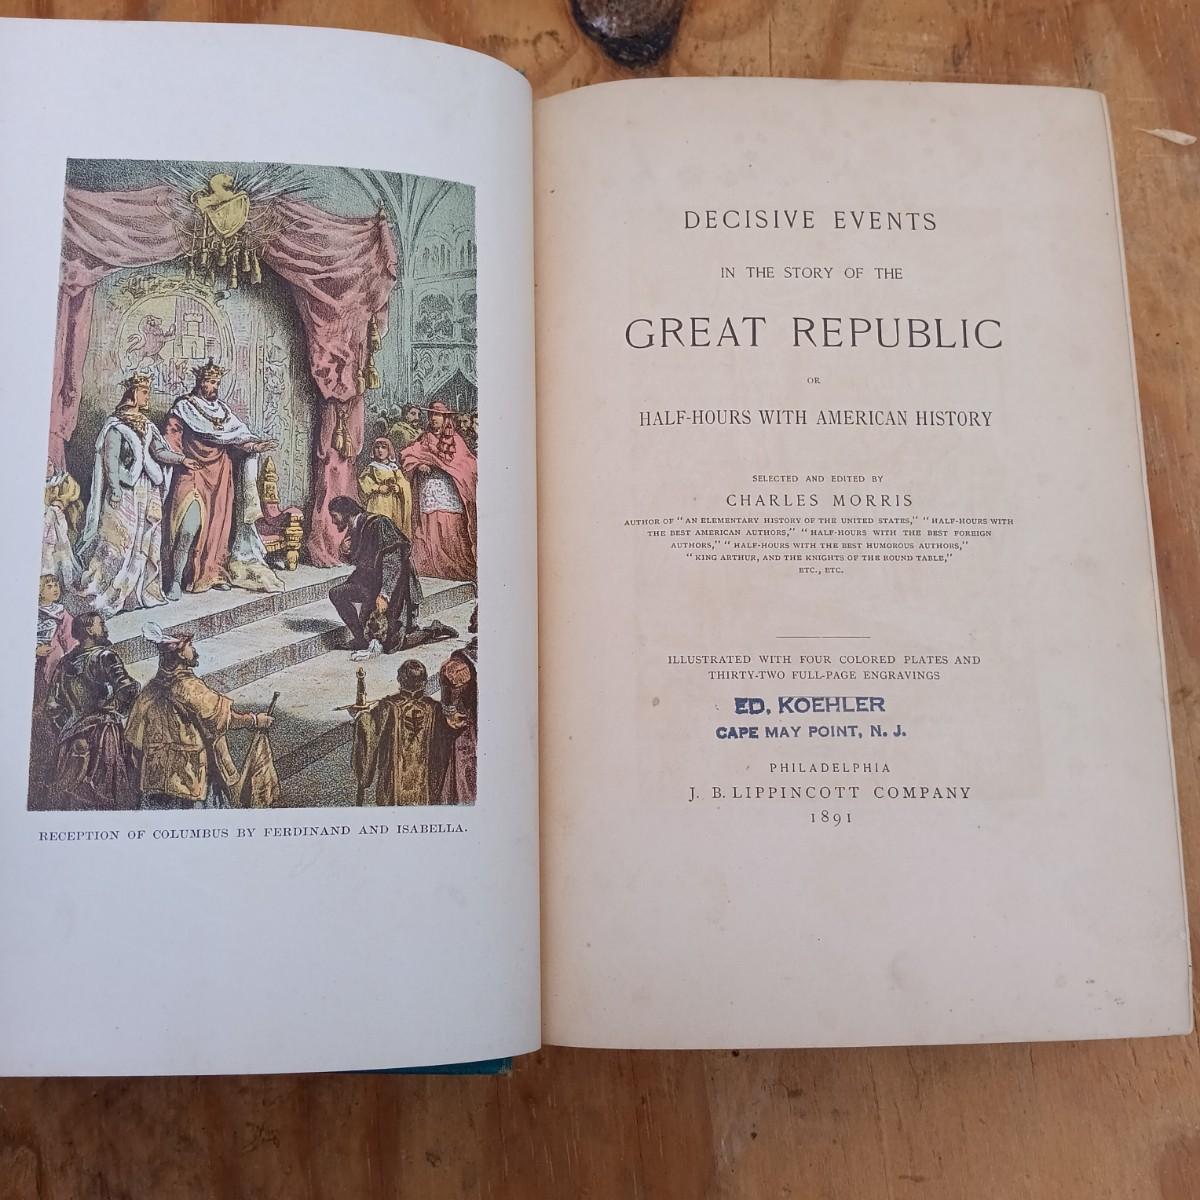 RECEPTION OF COLUMBUS BY FERDINAND AND ISABELLA.
DECISIVE EVENTS
IN THE STORY OF THE
GREAT REPUBLIC
OR
HALF-HOURS WITH AMERICAN HISTORY
SELECTED AND EDITED BY
CHARLES MORRIS
AUTHOR OF "AN ELEMENTARY HISTORY OF THE UNITED STATES," "HALF-HOURS WITH
THE BEST AMERICAN AUTHORS," "HALF-HOURS WITH THE BEST FOREIGN
AUTHORS," "HALF-HOURS WITH THE BEST HUMOROUS AUTHORS,"
"KING ARTHUR, AND THE KNIGHTS OF THE ROUND TABLE,"
ETC., ETC.
ILLUSTRATED WITH FOUR COLORED PLATES AND
THIRTY-TWO FULL-PAGE ENGRAVINGS
ED. KOEHLER
CAPE MAY POINT, N. J.
PHILADELPHIA
J. B. LIPPINCOTT COMPANY
1891